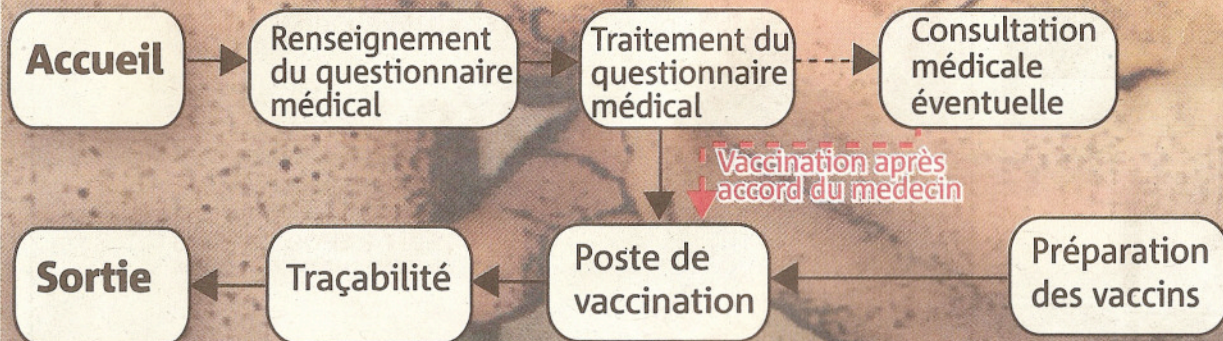 Accueil
Renseignement
du questionnaire
médical
Traitement du
questionnaire
médical
Consultation
médicale
éventuelle
Vaccination après
accord du medecin
Sortie
Traçabilité
Poste de
vaccination
Préparation
des vaccins